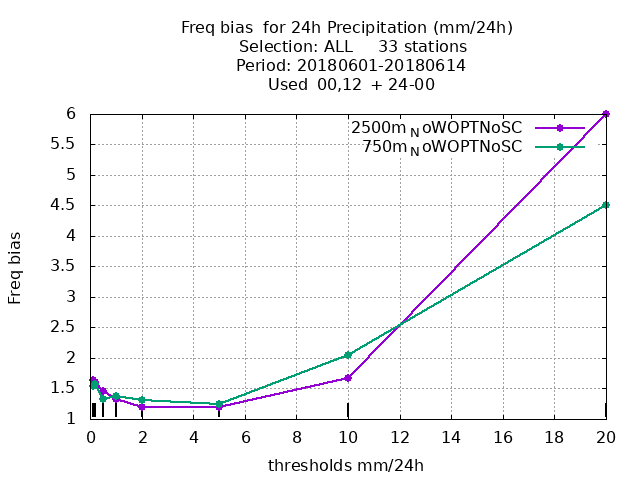 Freq bias  for 24h Precipitation (mm/24h)
Selection: ALL     33 stations
Period: 20180601-20180614
Used  00,12  + 24-00
2500m_NoWOPTNoSC
750m_NoWOPTNoSC
6
5.5
5
4.5
4
3.5
3
2.5
2
1.5
1
Freq bias
0 2 4 6 8 10 12 14 16 18 20
thresholds mm/24h